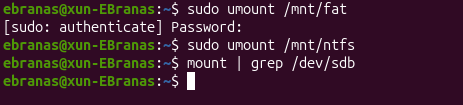 ebranas@xun-EBranas:~$ sudo umount /mnt/fat
[sudo: authenticate] Password:
ebranas@xun-EBranas:~$ sudo umount /mnt/ntfs
ebranas@xun-EBranas:~$ mount | grep /dev/sdb
ebranas@xun-EBranas:~$